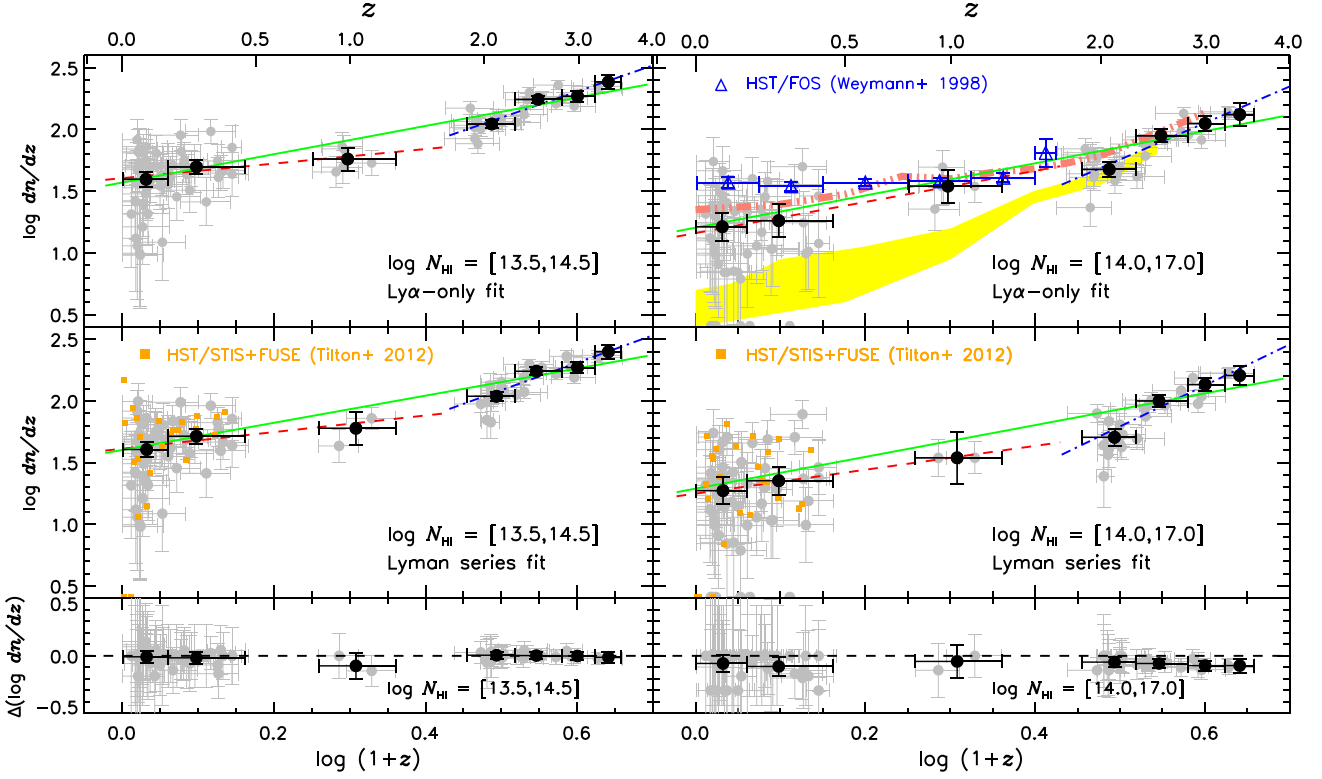 z z
0.0 0.5 1.0 2.0 3.0 4.0
0.0 0.5 1.0 2.0 3.0 4.0
2.5
2.0
1.5
1.0
0.5
log dn/dz
log NHI = [13.5,14.5]
Lyα-only fit
HST/FOS (Weymann+ 1998)
log NHI = [14.0,17.0]
Lyα-only fit
2.5
2.0
1.5
1.0
0.5
log dn/dz
HST/STIS+FUSE (Tilton+ 2012)
log NHI = [13.5,14.5]
Lyman series fit
HST/STIS+FUSE (Tilton+ 2012)
log NHI = [14.0,17.0]
Lyman series fit
0.5
0.0
-0.5
Δ(log dn/dz)
log NHI = [13.5,14.5]
log NHI = [14.0,17.0]
0.0 0.2 0.4 0.6
0.0 0.2 0.4 0.6
log (1+z)
log (1+z)